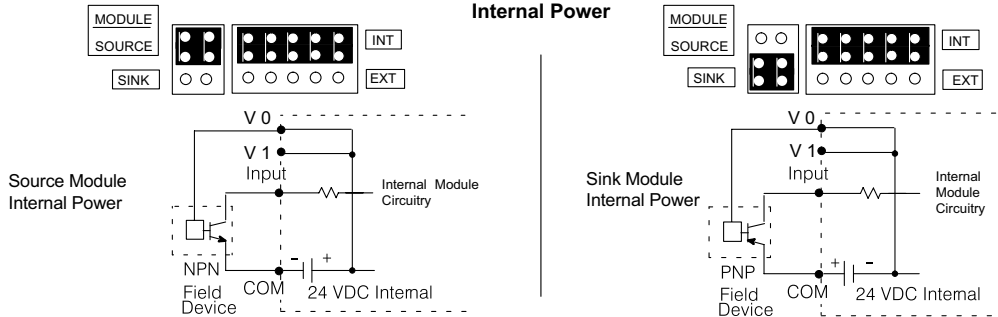 Internal Power
MODULE
SOURCE
SINK
INT
EXT
V 0
V 1
Input
Source Module
Internal Power
Internal Module
Circuitry
NPN
Field
Device
COM
- +
24 VDC Internal
MODULE
SOURCE
SINK
INT
EXT
V 0
V 1
Input
Sink Module
Internal Power
Internal
Module
Circuitry
PNP
Field
Device
COM
+ -
24 VDC Internal